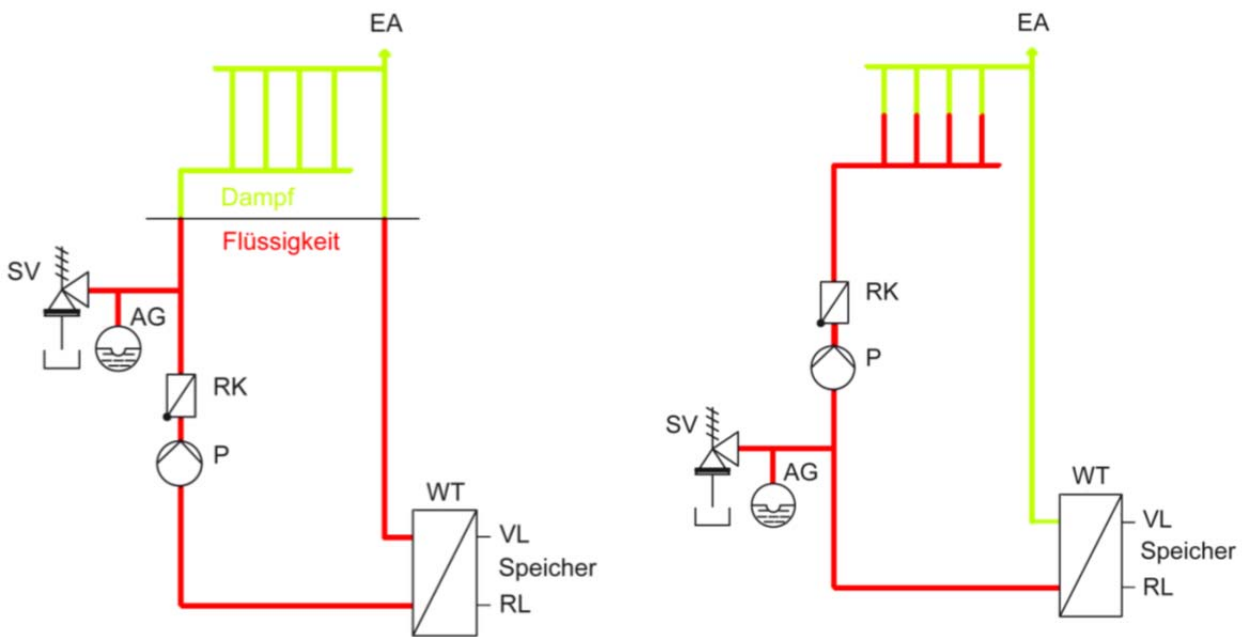 EA
Dampf
Flüssigkeit
SV
AG
RK
P
WT
VL
Speicher
RL
EA
RK
P
SV
AG
WT
VL
Speicher
RL